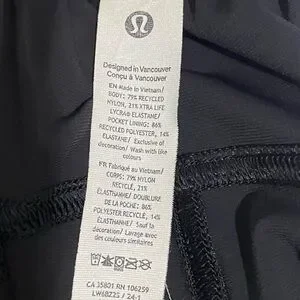 Designed in Vancouver
Conçu à Vancouver
EN Made in Vietnam/
BODY: 79% RECYCLED
NYLON, 21% XTRA LIFE
LYCRA® ELASTANE/
POCKET LINING: 86%
RECYCLED POLYESTER, 14%
ELASTANE/ Exclusive of
decoration/ Wash with like
colours
FR Fabriqué au Vietnam/
CORPS: 79% NYLON
RECYCLÉ, 21%
ÉLASTHANNE/ DOUBLURE
DE LA POCHE: 86%
POLYESTER RECYCLÉ, 14%
ÉLASTHANNE/ Sauf la
décoration/ Lavage avec
des couleurs similaires
CA 35801 RN 106259
LW6BZ2S / 24-1